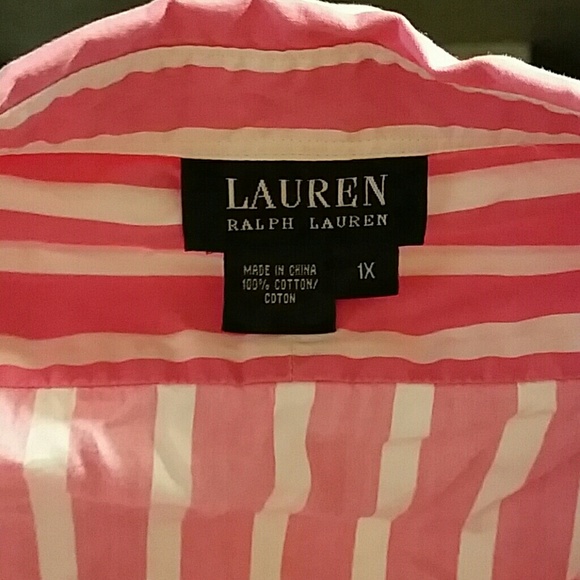 LAUREN
RALPH LAUREN
MADE IN CHINA
100% COTTON/
COTON
1X